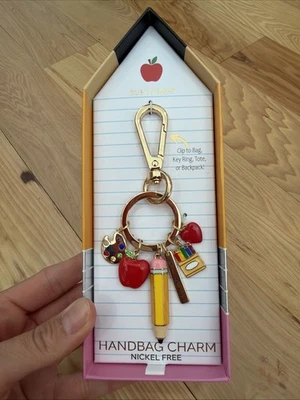 Clip to Bag,
Key Ring, Tote,
or Backpack!
HANDBAG CHARM
NICKEL FREE